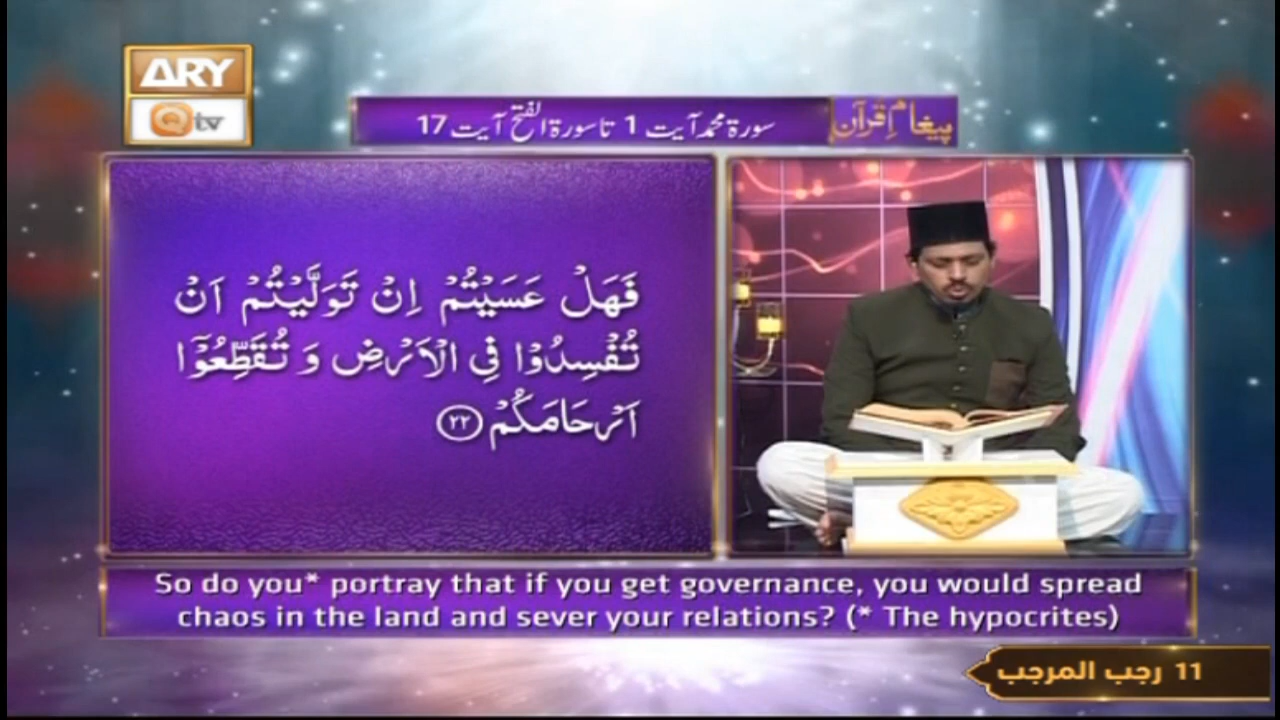 ARY
Qtv
پیغامِ قرآن
سورۃ محمد آیت 1 تا سورۃ الفتح آیت 17
فَهَلْ عَسَيْتُمْ اِنْ تَوَلَّيْتُمْ اَنْ
تُفْسِدُوْا فِي الْاَرْضِ وَ تُقَطِّعُوْۤا
اَرْحَامَكُمْ ۝۲۲
So do you* portray that if you get governance, you would spread
chaos in the land and sever your relations? (* The hypocrites)
11 رجب المرجب